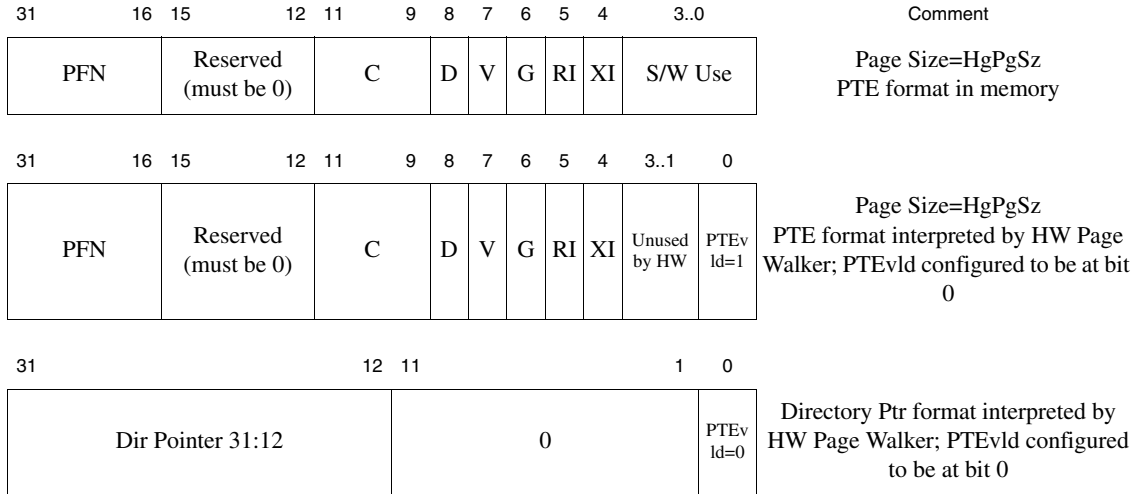 31 16 15 12 11 9 8 7 6 5 4 3..0 Comment
PFN Reserved (must be 0) C D V G RI XI S/W Use Page Size=HgPgSz
PTE format in memory
31 16 15 12 11 9 8 7 6 5 4 3..1 0
PFN Reserved (must be 0) C D V G RI XI Unused by HW PTEv ld=1 Page Size=HgPgSz
PTE format interpreted by HW Page
Walker; PTEvld configured to be at bit
0
31 12 11 1 0
Dir Pointer 31:12 0 PTEv ld=0 Directory Ptr format interpreted by
HW Page Walker; PTEvld configured
to be at bit 0